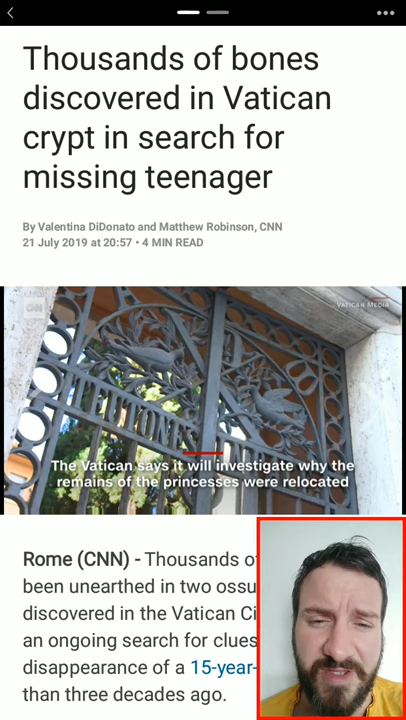 Thousands of bones
discovered in Vatican
crypt in search for
missing teenager
By Valentina DiDonato and Matthew Robinson, CNN
21 July 2019 at 20:57 • 4 MIN READ
VATICAN MEDIA
CNN
TEUTONI
The Vatican says it will investigate why the
remains of the princesses were relocated
Rome (CNN) - Thousands of
been unearthed in two ossu
discovered in the Vatican Ci
an ongoing search for clues
disappearance of a 15-year-
than three decades ago.